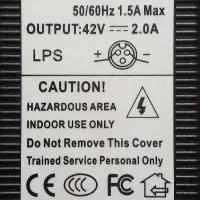 50/60Hz 1.5A Max
OUTPUT:42V⎓2.0A
LPS
CAUTION!
HAZARDOUS AREA
INDOOR USE ONLY
Do Not Remove This Cover
Trained Service Personal Only
CE CCC FC